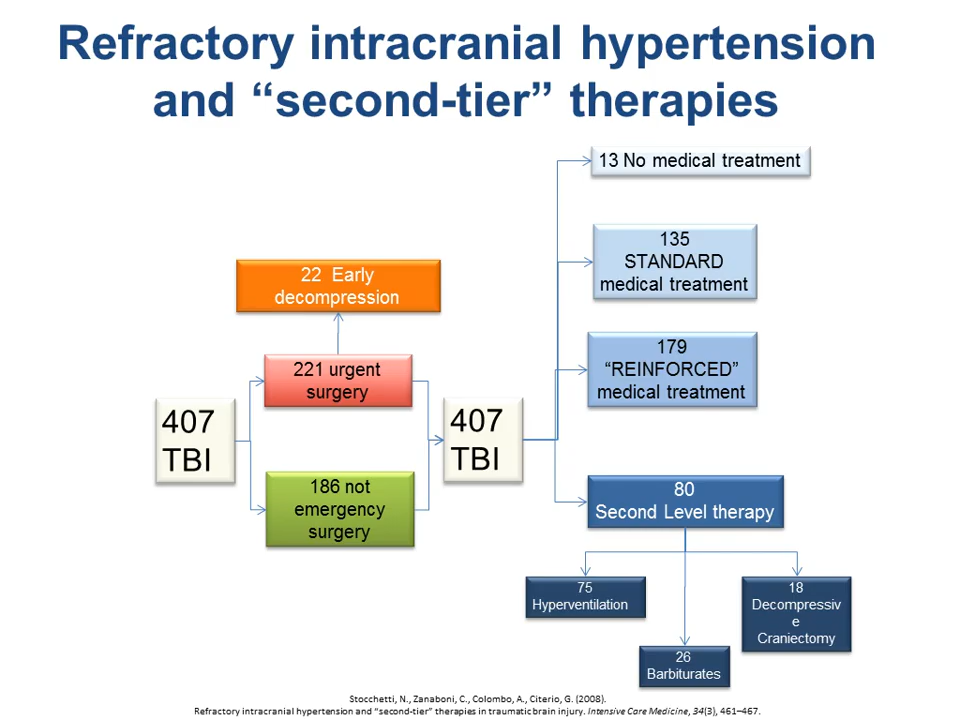 Refractory intracranial hypertension
and “second-tier” therapies
13 No medical treatment
135
STANDARD
medical treatment
22 Early
decompression
179
“REINFORCED”
medical treatment
221 urgent
surgery
407
TBI
407
TBI
186 not
emergency
surgery
80
Second Level therapy
75
Hyperventilation
18
Decompressiv
e
Craniectomy
26
Barbiturates
Stocchetti, N., Zanaboni, C., Colombo, A., Citerio, G. (2008).
Refractory intracranial hypertension and “second-tier” therapies in traumatic brain injury. Intensive Care Medicine, 34(3), 461–467.